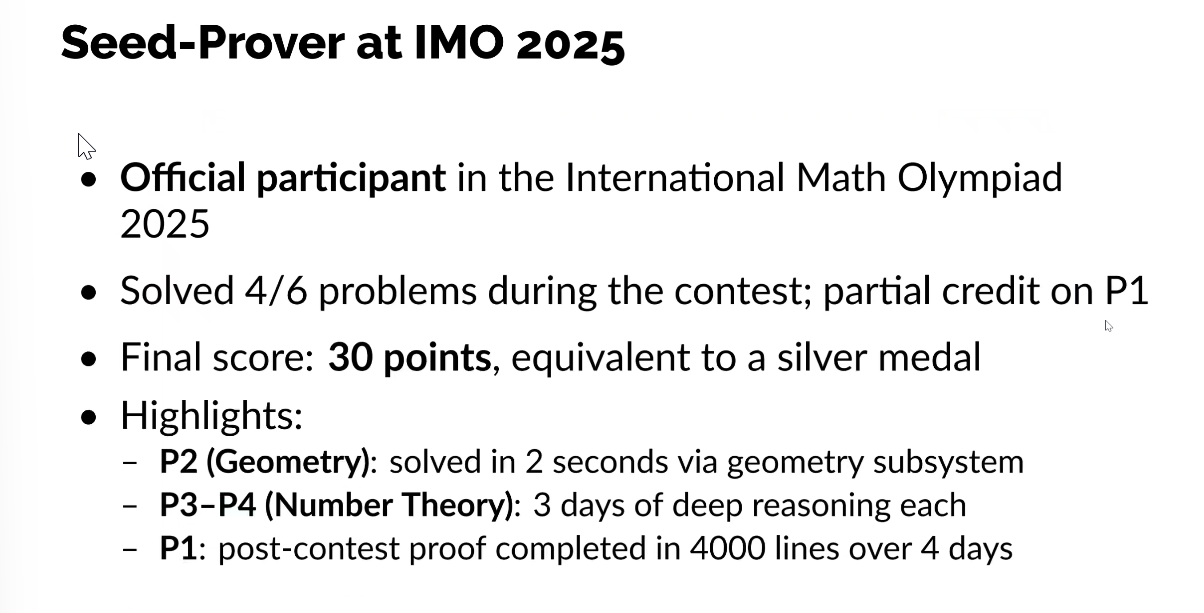 Seed-Prover at IMO 2025
• Official participant in the International Math Olympiad
2025
• Solved 4/6 problems during the contest; partial credit on P1
• Final score: 30 points, equivalent to a silver medal
• Highlights:
– P2 (Geometry): solved in 2 seconds via geometry subsystem
– P3–P4 (Number Theory): 3 days of deep reasoning each
– P1: post-contest proof completed in 4000 lines over 4 days